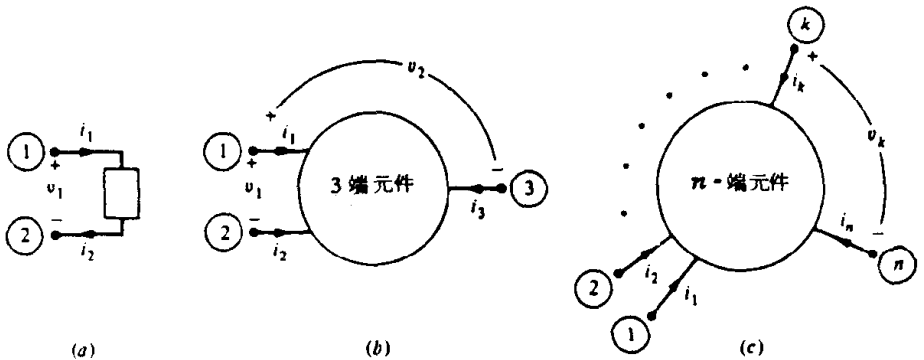 1
i₁
+
v₁
−
2
i₂
(a)
v₂
+
1
i₁
+
v₁
−
2
i₂
3 端元件
−
3
i₃
(b)
k
+
iₖ
vₖ
n - 端元件
iₙ
−
n
2
i₂
1
i₁
(c)